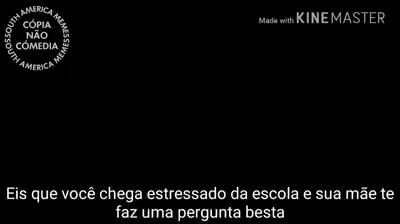 SOUTH AMERICA MEMES
CÓPIA
NÃO
CÓMEDIA
SOUTH AMERICA MEMES
Made with KINEMASTER
Eis que você chega estressado da escola e sua mãe te
faz uma pergunta besta